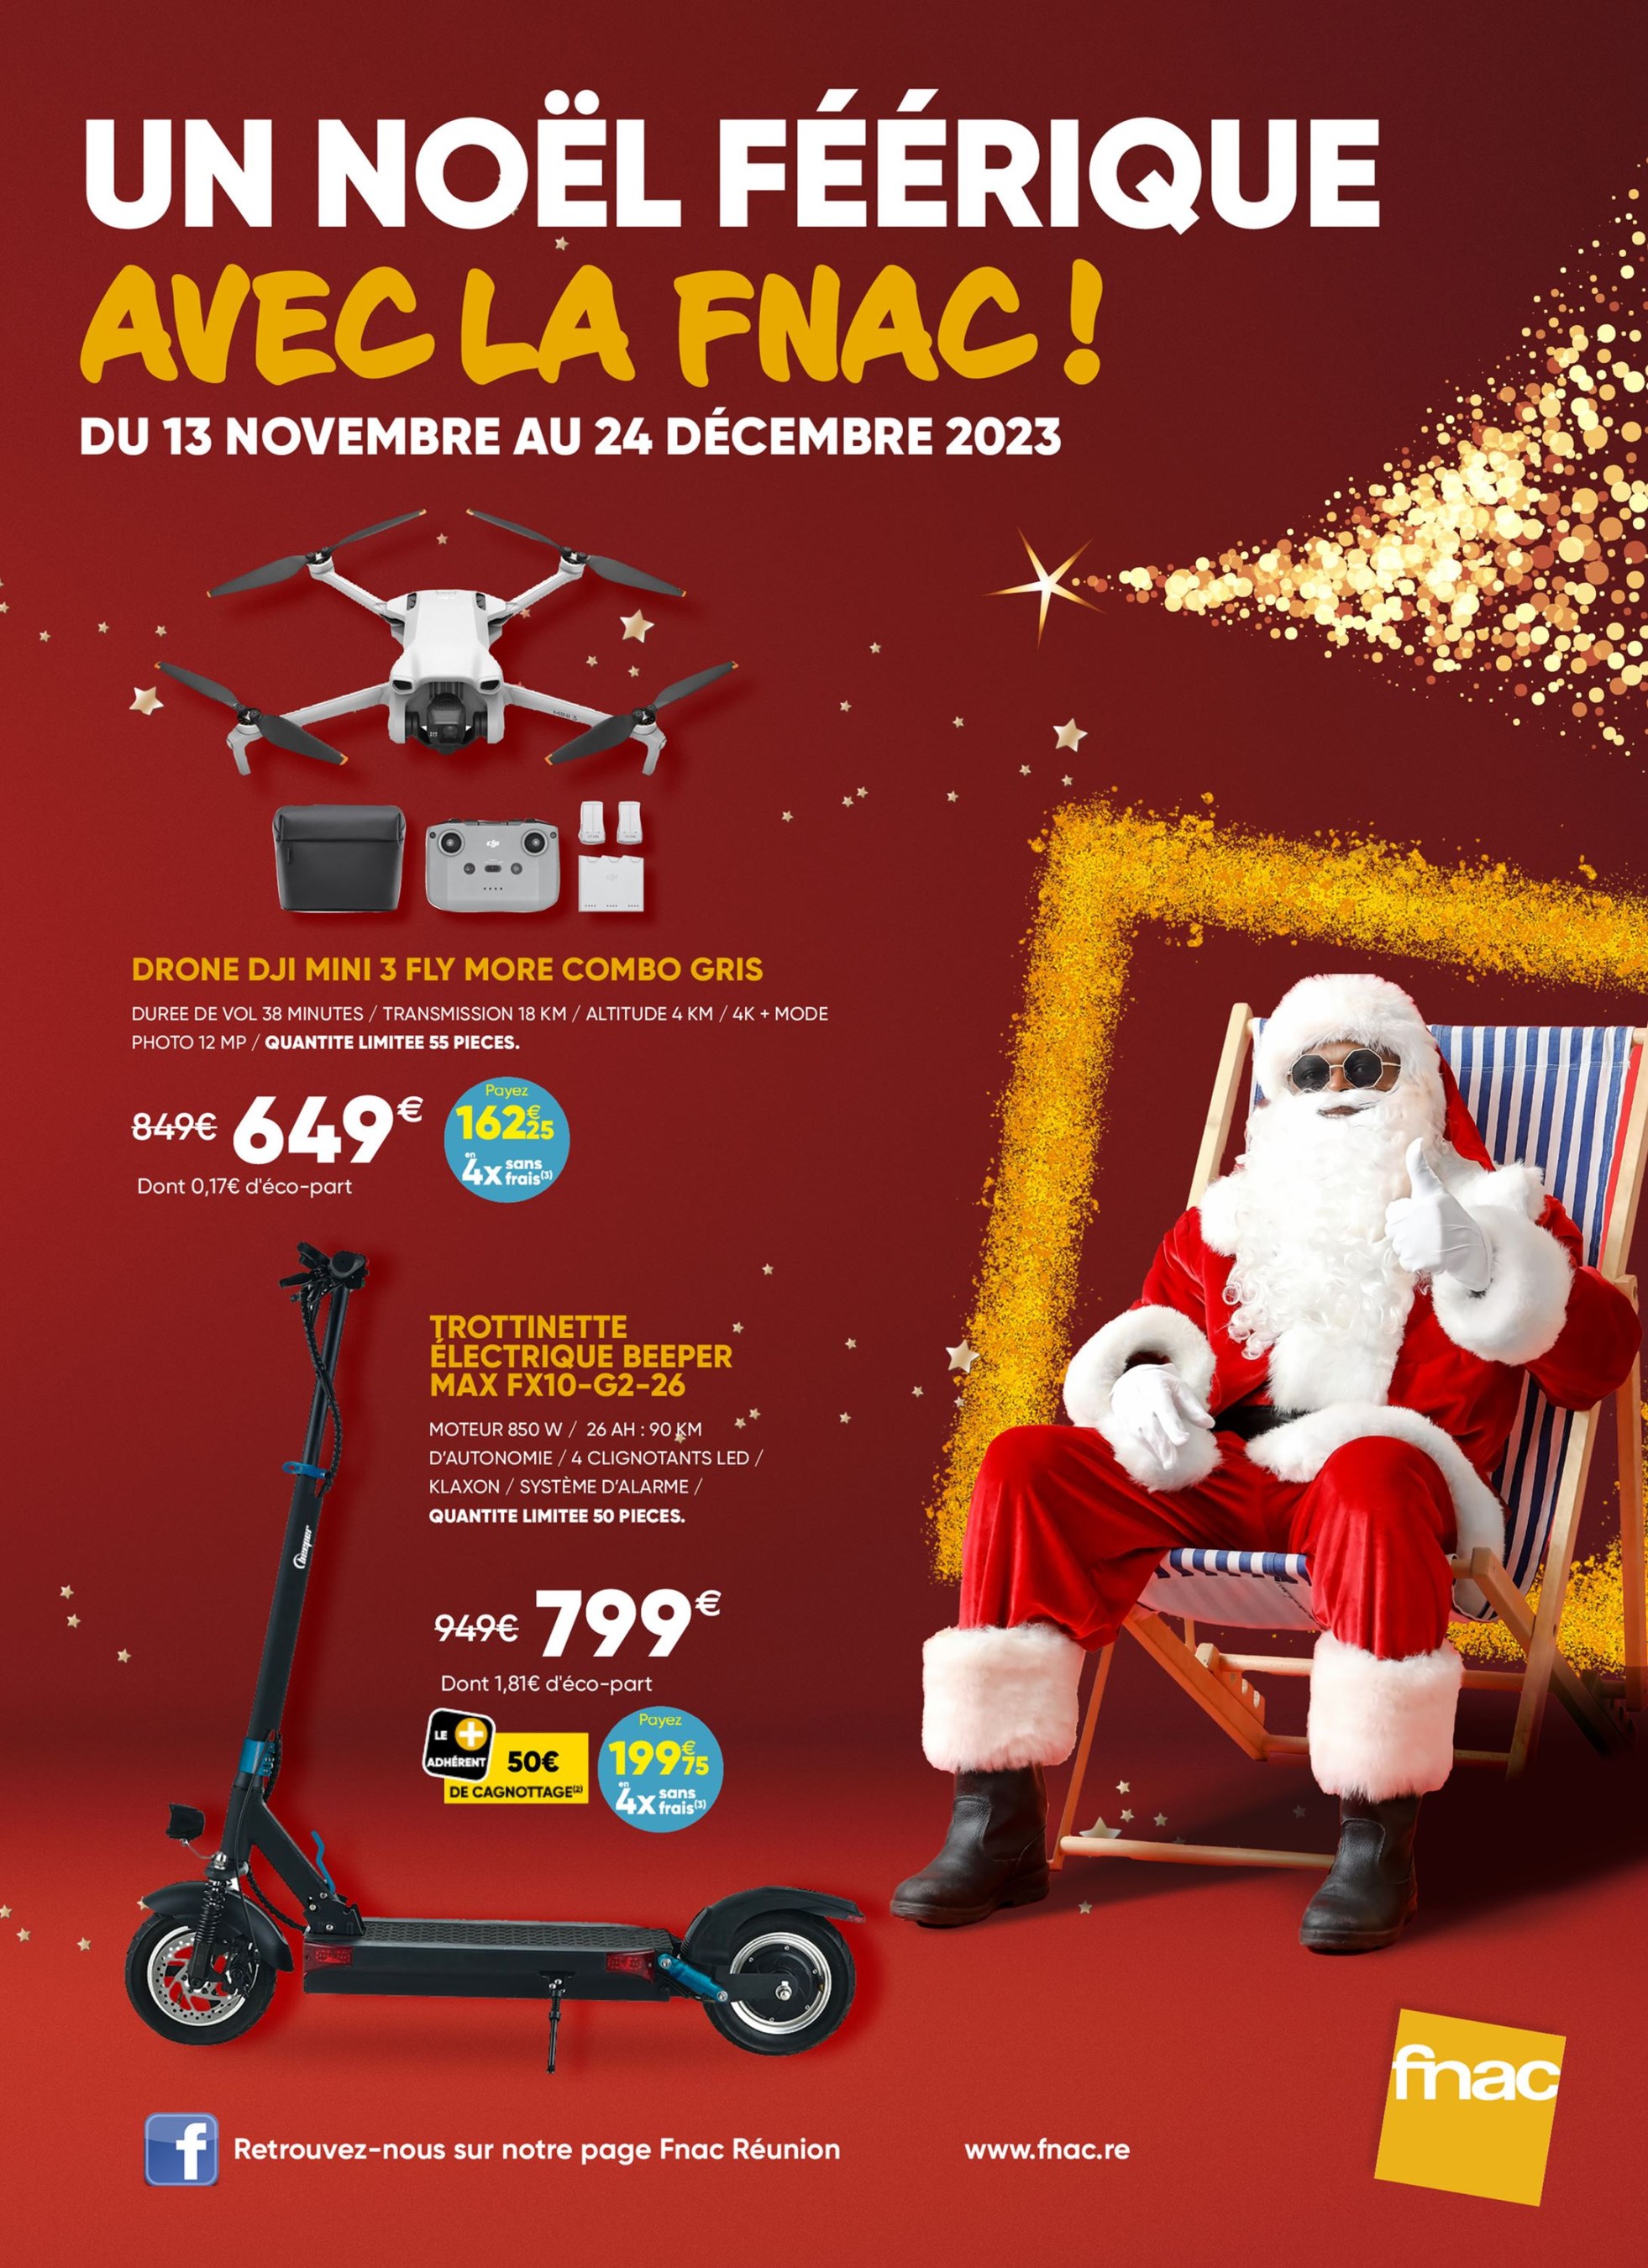 UN NOËL FÉÉRIQUE
AVEC LA FNAC !
DU 13 NOVEMBRE AU 24 DÉCEMBRE 2023
DRONE DJI MINI 3 FLY MORE COMBO GRIS
DUREE DE VOL 38 MINUTES / TRANSMISSION 18 KM / ALTITUDE 4 KM / 4K + MODE
PHOTO 12 MP / QUANTITE LIMITEE 55 PIECES.
849€ 649€
Dont 0,17€ d'éco-part
Payez
162€25
en 4x sans frais(3)
TROTTINETTE
ÉLECTRIQUE BEEPER
MAX FX10-G2-26
MOTEUR 850 W / 26 AH : 90 KM
D'AUTONOMIE / 4 CLIGNOTANTS LED /
KLAXON / SYSTÈME D'ALARME /
QUANTITE LIMITEE 50 PIECES.
beeper
949€ 799€
Dont 1,81€ d'éco-part
LE +
ADHÉRENT 50€
DE CAGNOTTAGE(2)
Payez
199€75
en 4x sans frais(3)
fnac
f Retrouvez-nous sur notre page Fnac Réunion www.fnac.re